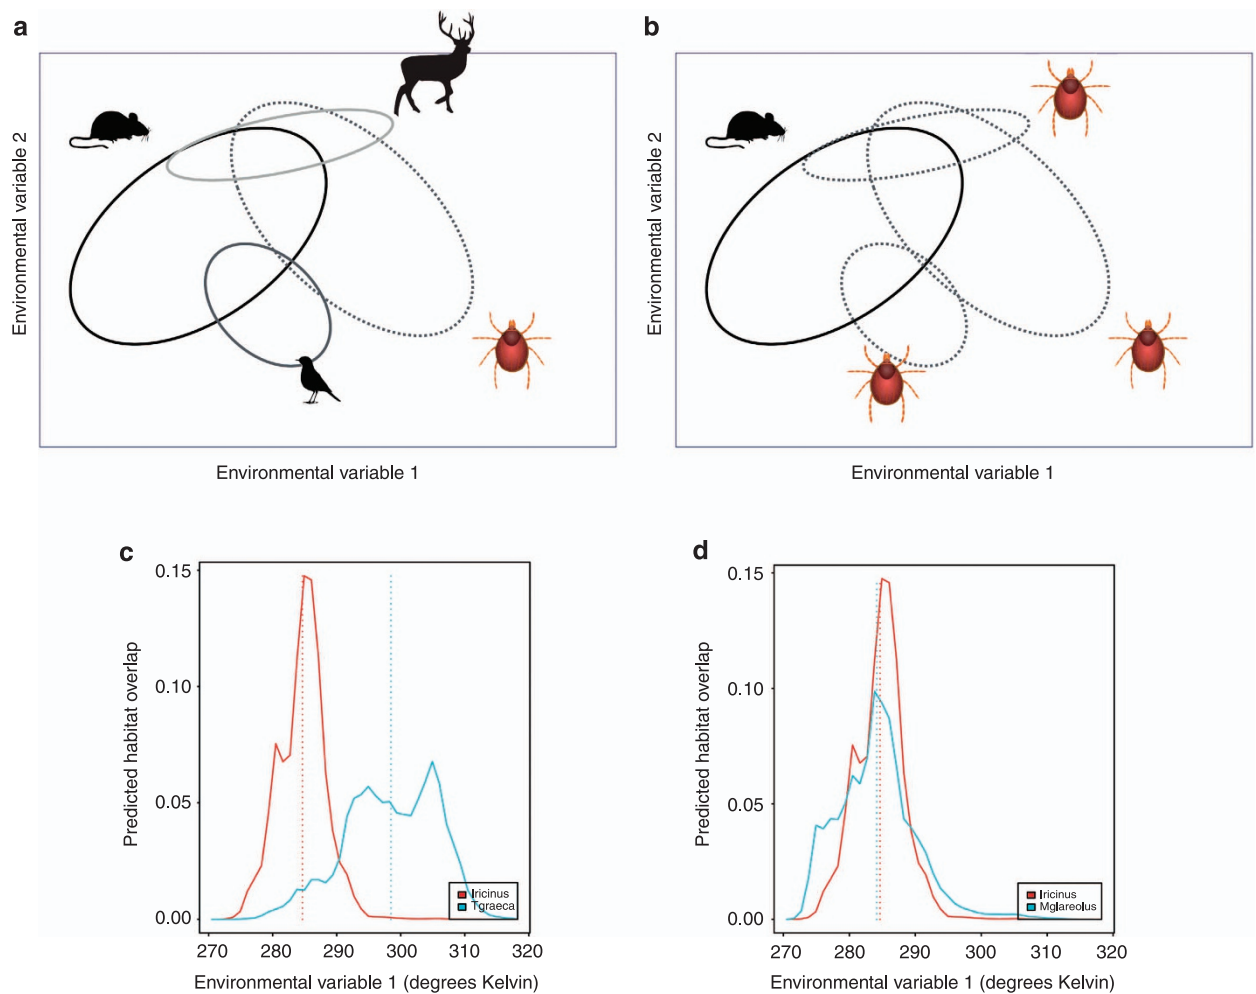 a
b
Environmental variable 2
Environmental variable 2
Environmental variable 1
Environmental variable 1
c
d
Predicted habitat overlap
0.15
0.10
0.05
0.00
270 280 290 300 310 320
Iricinus
Tgraeca
Environmental variable 1 (degrees Kelvin)
Predicted habitat overlap
0.15
0.10
0.05
0.00
270 280 290 300 310 320
Iricinus
Mglareolus
Environmental variable 1 (degrees Kelvin)